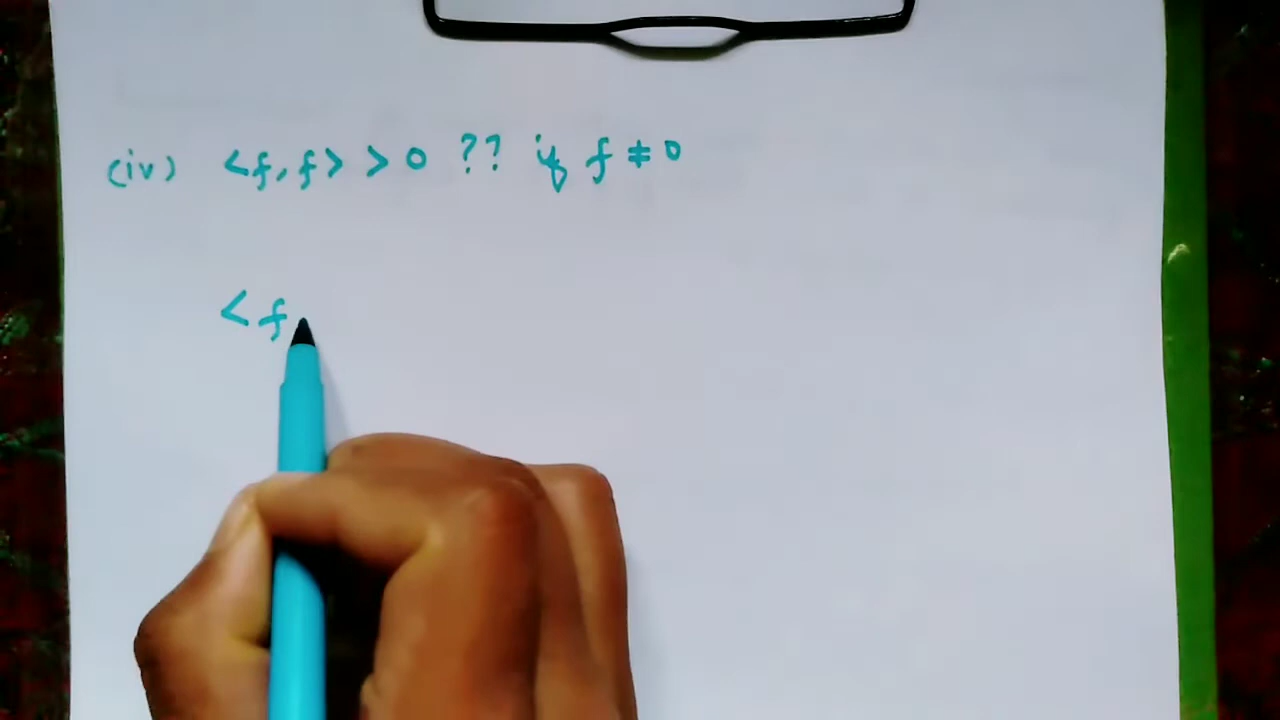 (iv) <f, f> > 0 ?? if f ≠ 0
< f